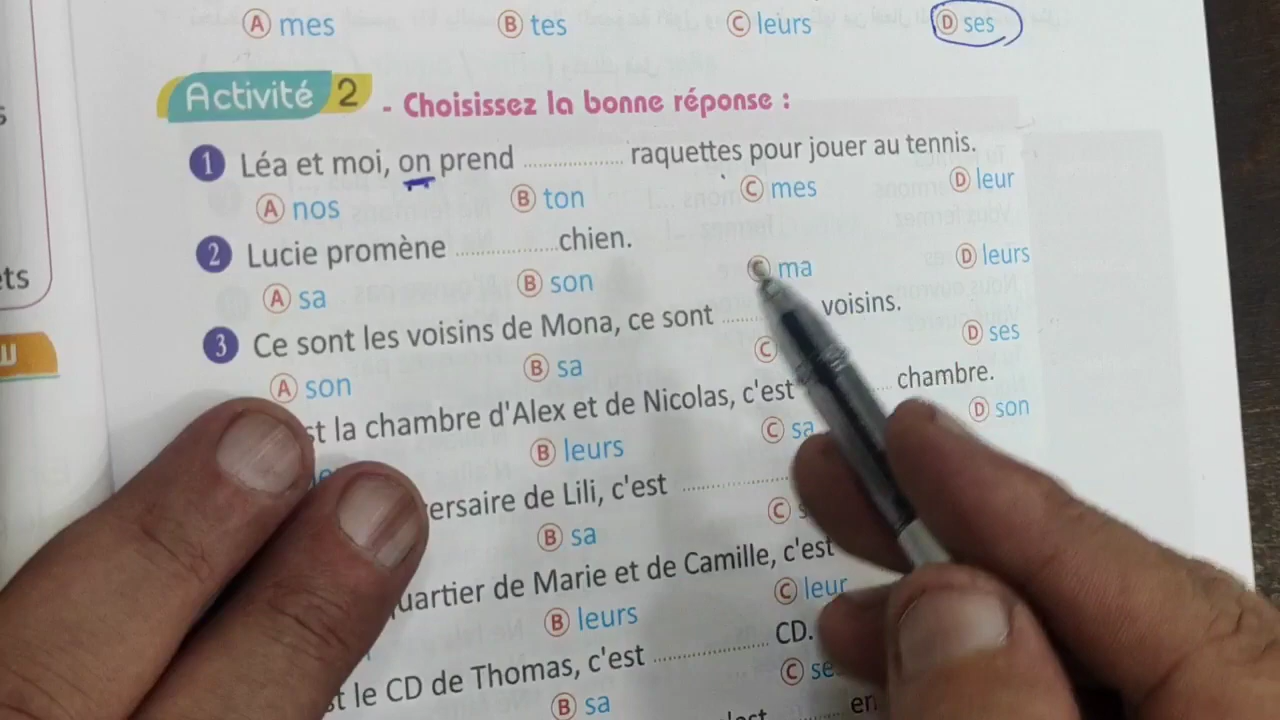 A mes B tes C leurs D ses
Activité 2 - Choisissez la bonne réponse :
1 Léa et moi, on prend .................. raquettes pour jouer au tennis.
A nos B ton C mes D leur
2 Lucie promène .................. chien.
A sa B son C ma D leurs
3 Ce sont les voisins de Mona, ce sont ........ voisins.
A son B sa C D ses
la chambre d'Alex et de Nicolas, c'est ..... chambre.
B leurs C sa D son
de Lili, c'est ..................
B sa C
de Marie et de Camille, c'est
B leurs C leur
le CD de Thomas, c'est .................. CD.
B sa C